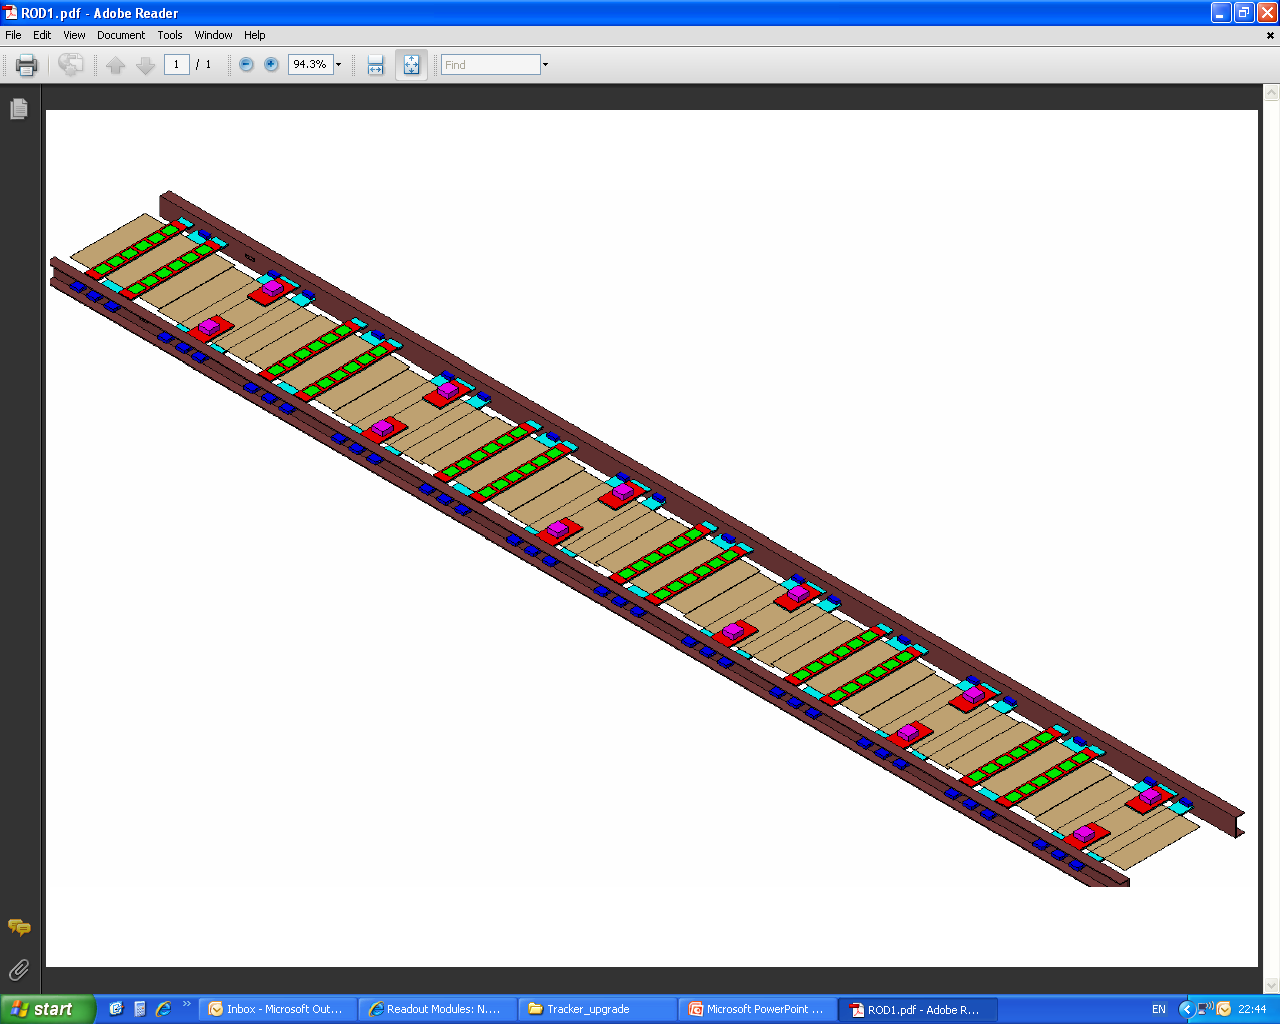 ROD1.pdf - Adobe Reader
File Edit View Document Tools Window Help
1 / 1 94.3% Find
start Inbox - Microsoft Out... Readout Modules: N.... Tracker_upgrade Microsoft PowerPoint ... ROD1.pdf - Adobe R... EN 22:44